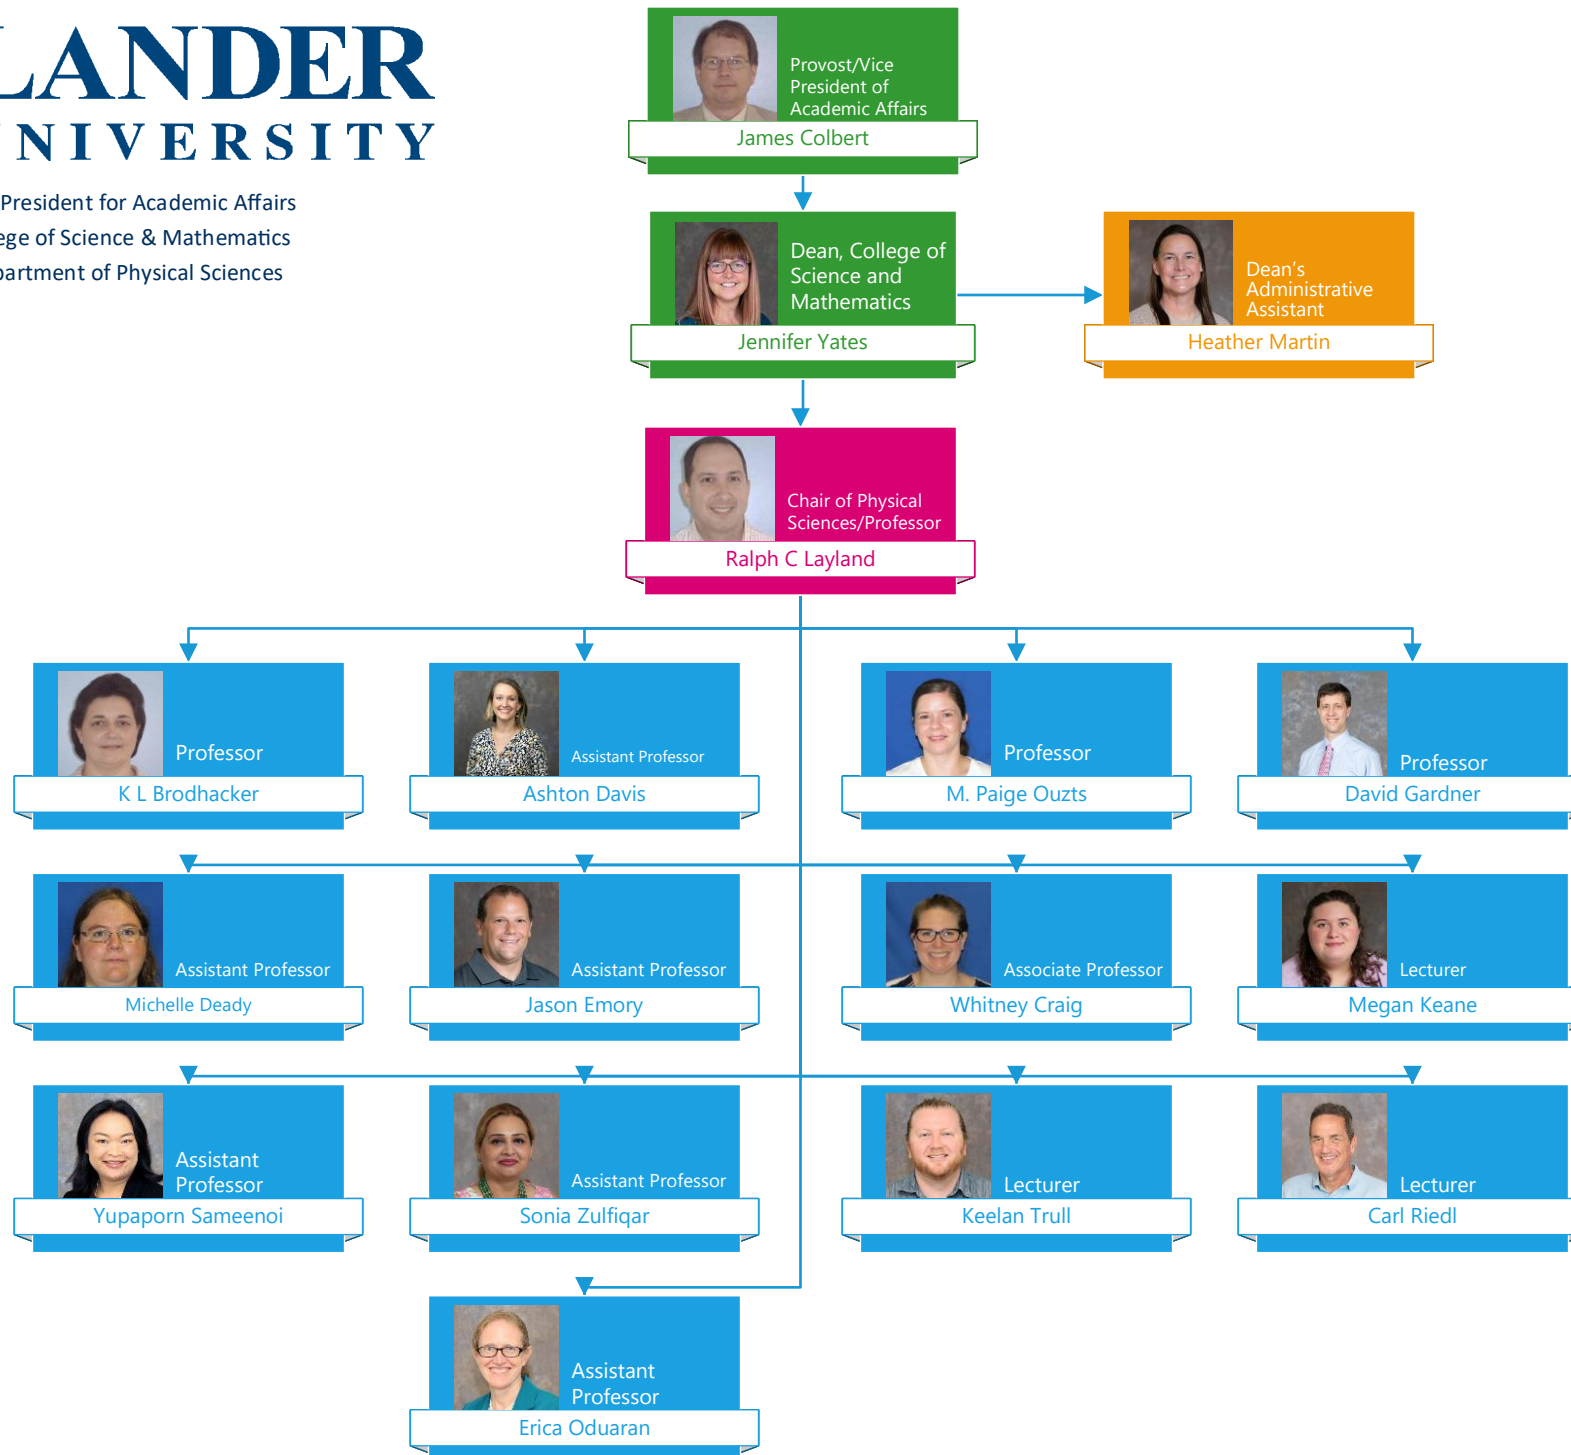 LANDER
NIVERSITY
President for Academic Affairs
ege of Science & Mathematics
partment of Physical Sciences
Provost/Vice
President of
Academic Affairs
James Colbert
Dean, College of
Science and
Mathematics
Jennifer Yates
Dean’s
Administrative
Assistant
Heather Martin
Chair of Physical
Sciences/Professor
Ralph C Layland
Professor
K L Brodhacker
Assistant Professor
Ashton Davis
Professor
M. Paige Ouzts
Professor
David Gardner
Assistant Professor
Michelle Deady
Assistant Professor
Jason Emory
Associate Professor
Whitney Craig
Lecturer
Megan Keane
Assistant
Professor
Yupaporn Sameenoi
Assistant Professor
Sonia Zulfiqar
Lecturer
Keelan Trull
Lecturer
Carl Riedl
Assistant
Professor
Erica Oduaran